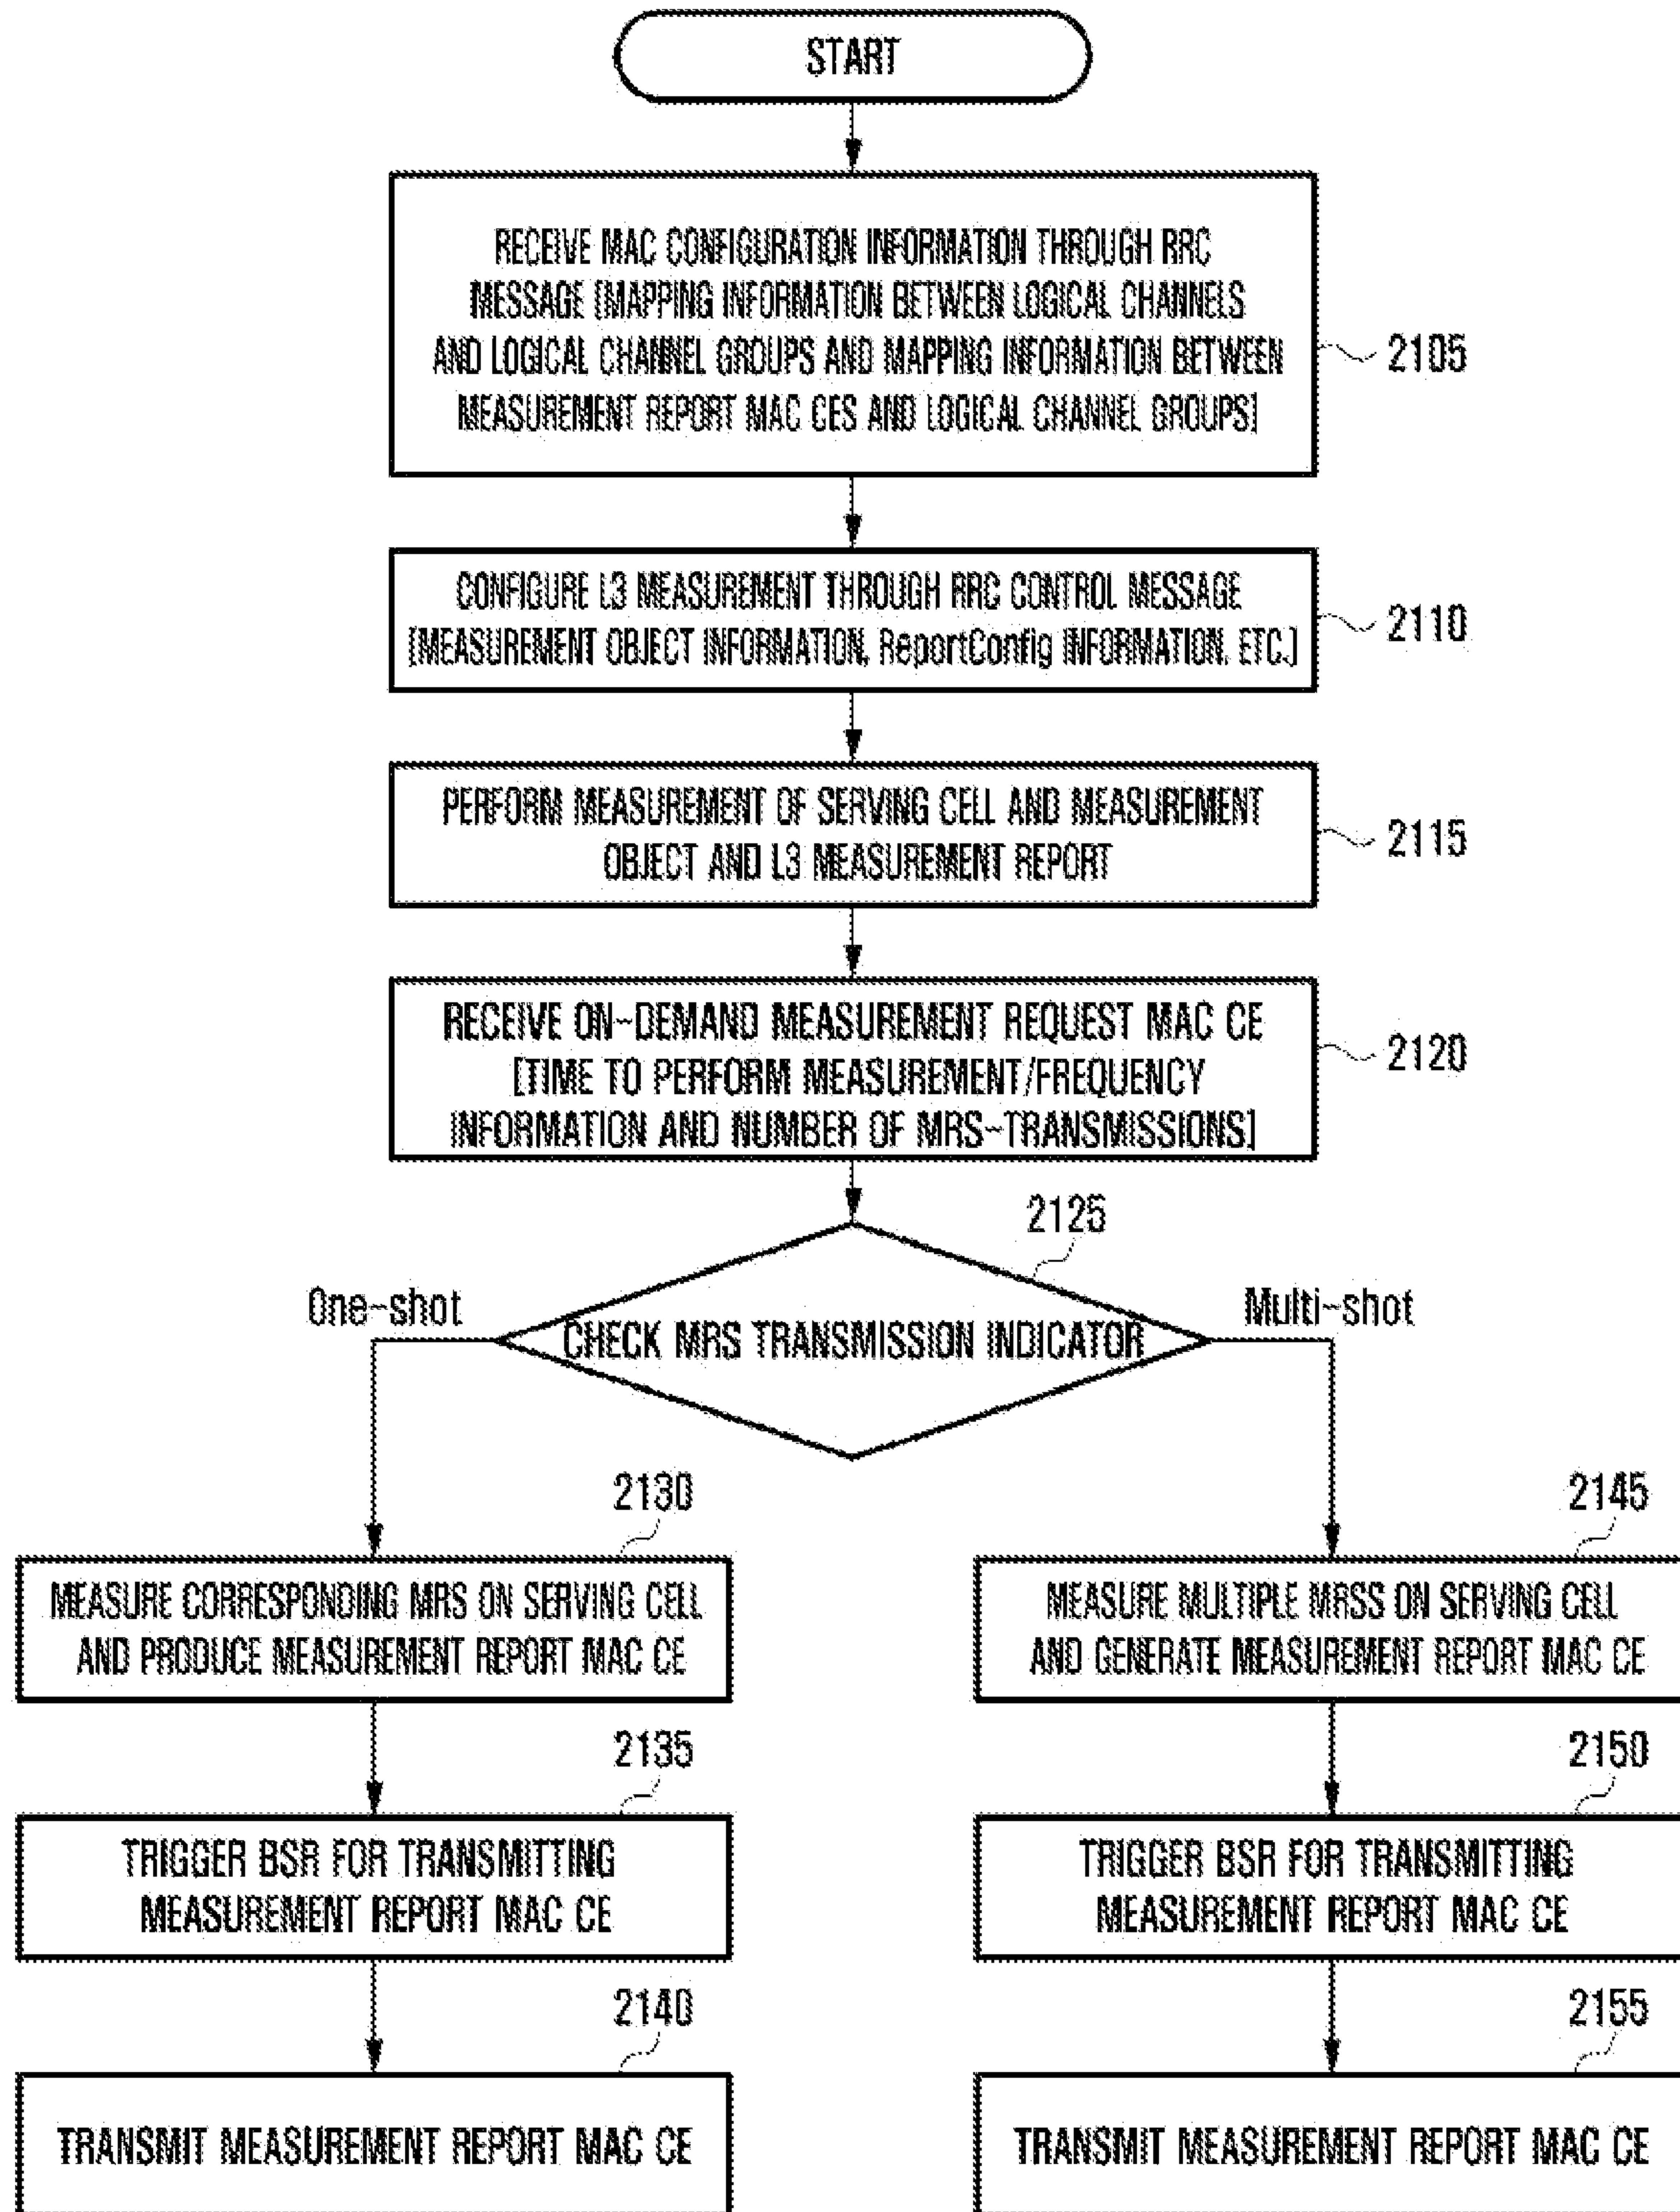 START
RECEIVE MAC CONFIGURATION INFORMATION THROUGH RRC
MESSAGE [MAPPING INFORMATION BETWEEN LOGICAL CHANNELS
AND LOGICAL CHANNEL GROUPS AND MAPPING INFORMATION BETWEEN
MEASUREMENT REPORT MAC CES AND LOGICAL CHANNEL GROUPS]
2105
CONFIGURE L3 MEASUREMENT THROUGH RRC CONTROL MESSAGE
[MEASUREMENT OBJECT INFORMATION, ReportConfig INFORMATION, ETC.]
2110
PERFORM MEASUREMENT OF SERVING CELL AND MEASUREMENT
OBJECT AND L3 MEASUREMENT REPORT
2115
RECEIVE ON-DEMAND MEASUREMENT REQUEST MAC CE
[TIME TO PERFORM MEASUREMENT/FREQUENCY
INFORMATION AND NUMBER OF MRS-TRANSMISSIONS]
2120
2125
One-shot
Multi-shot
CHECK MRS TRANSMISSION INDICATOR
2130
MEASURE CORRESPONDING MRS ON SERVING CELL
AND PRODUCE MEASUREMENT REPORT MAC CE
2135
TRIGGER BSR FOR TRANSMITTING
MEASUREMENT REPORT MAC CE
2140
TRANSMIT MEASUREMENT REPORT MAC CE
2145
MEASURE MULTIPLE MRSS ON SERVING CELL
AND GENERATE MEASUREMENT REPORT MAC CE
2150
TRIGGER BSR FOR TRANSMITTING
MEASUREMENT REPORT MAC CE
2155
TRANSMIT MEASUREMENT REPORT MAC CE